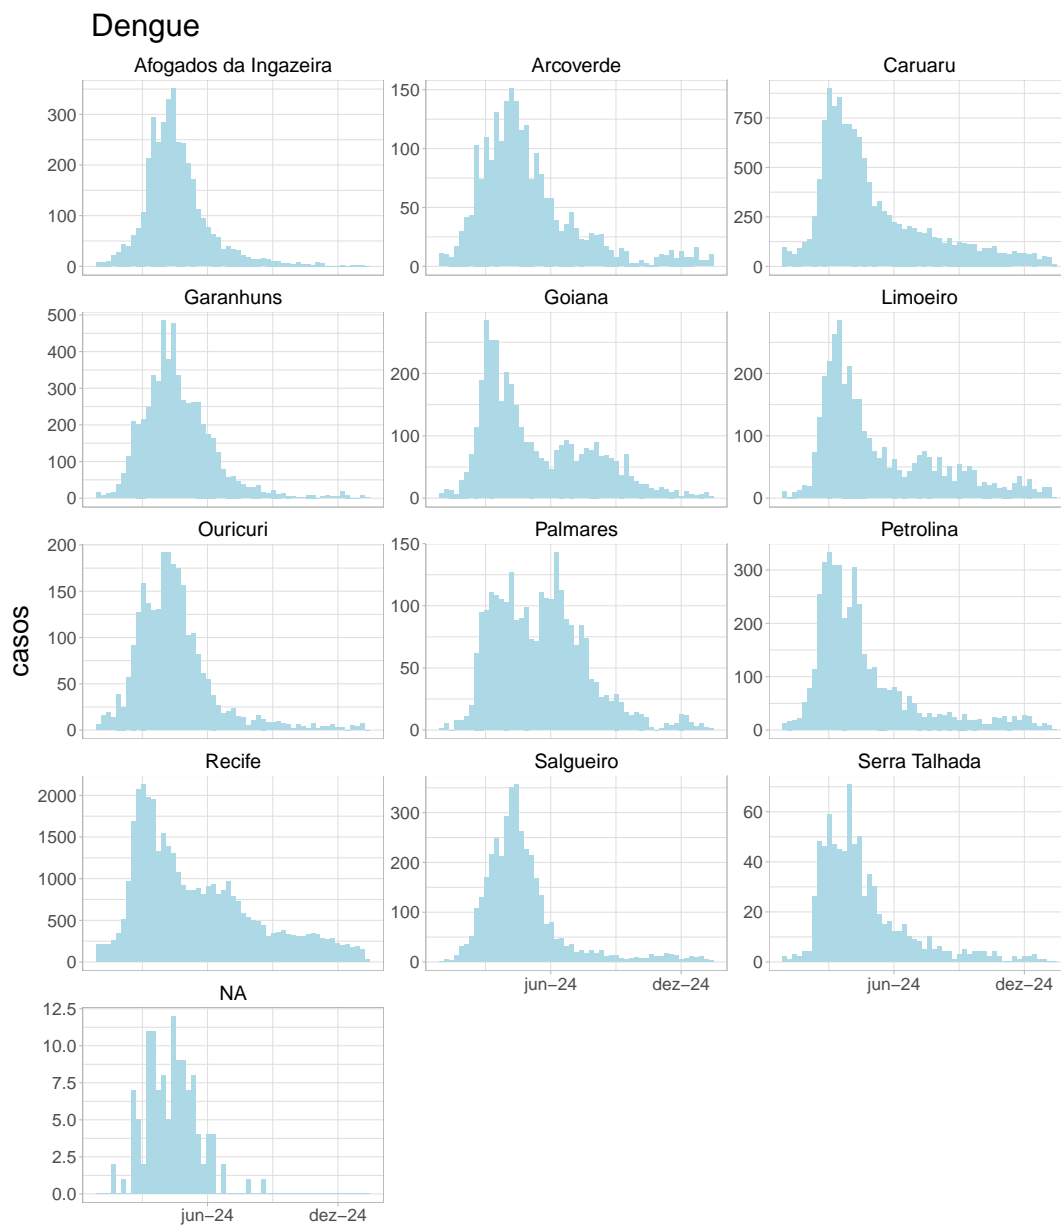 Dengue
Afogados da Ingazeira
Arcoverde
Caruaru
300
200
100
0
150
100
50
0
750
500
250
0
Garanhuns
Goiana
Limoeiro
500
400
300
200
100
0
200
100
0
200
100
0
Ouricuri
Palmares
Petrolina
200
150
100
50
0
150
100
50
0
300
200
100
0
casos
Recife
Salgueiro
Serra Talhada
2000
1500
1000
500
0
300
200
100
0
60
40
20
0
jun−24
dez−24
jun−24
dez−24
NA
12.5
10.0
7.5
5.0
2.5
0.0
jun−24
dez−24